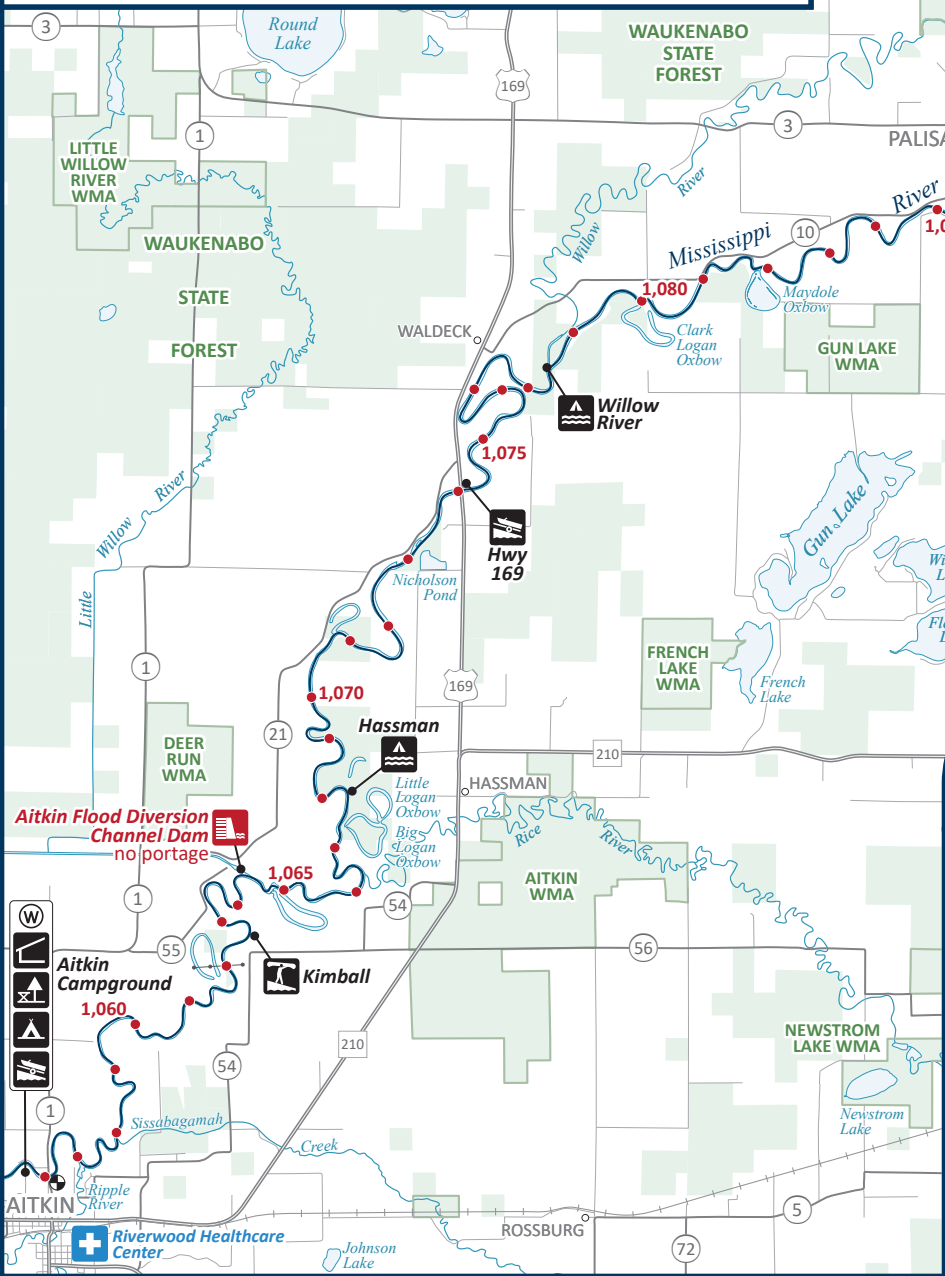 3
Round
Lake
169
WAUKENABO
STATE
FOREST
1
3
PALISA
LITTLE
WILLOW
RIVER
WMA
River
River
Willow
10
Mississippi
1,0
WAUKENABO
STATE
FOREST
1,080
Maydole
Oxbow
WALDECK
Clark
Logan
Oxbow
GUN LAKE
WMA
Willow
River
1,075
River
Willow
Little
Gun Lake
Hwy
169
Nicholson
Pond
Wi
L
Fl
L
1
FRENCH
LAKE
WMA
French
Lake
1,070
169
21
Hassman
210
DEER
RUN
WMA
HASSMAN
Little
Logan
Oxbow
Big
Logan
Oxbow
Rice
River
Aitkin Flood Diversion
Channel Dam
no portage
1,065
AITKIN
WMA
1
54
W
55
56
Aitkin
Campground
Kimball
1,060
NEWSTROM
LAKE WMA
210
54
1
Sissabagamah
Creek
Newstrom
Lake
AITKIN
Ripple
River
5
ROSSBURG
72
Riverwood Healthcare
Center
Johnson
Lake